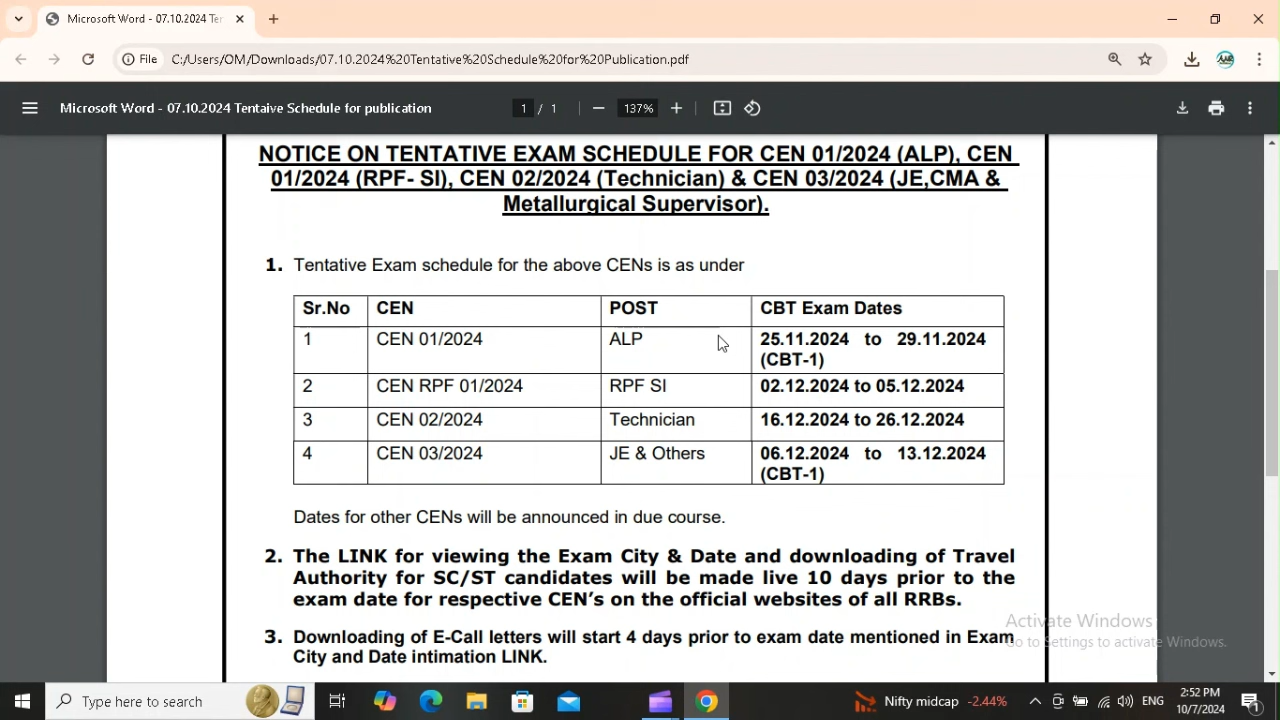 Microsoft Word - 07.10.2024 Ter
File C:/Users/OM/Downloads/07.10.2024%20Tentative%20Schedule%20for%20Publication.pdf
Microsoft Word - 07.10.2024 Tentaive Schedule for publication 1 / 1 137%
NOTICE ON TENTATIVE EXAM SCHEDULE FOR CEN 01/2024 (ALP), CEN
01/2024 (RPF- SI), CEN 02/2024 (Technician) & CEN 03/2024 (JE,CMA &
Metallurgical Supervisor).
1. Tentative Exam schedule for the above CENs is as under
Sr.No CEN POST CBT Exam Dates
1 CEN 01/2024 ALP 25.11.2024 to 29.11.2024
(CBT-1)
2 CEN RPF 01/2024 RPF SI 02.12.2024 to 05.12.2024
3 CEN 02/2024 Technician 16.12.2024 to 26.12.2024
4 CEN 03/2024 JE & Others 06.12.2024 to 13.12.2024
(CBT-1)
Dates for other CENs will be announced in due course.
2. The LINK for viewing the Exam City & Date and downloading of Travel
Authority for SC/ST candidates will be made live 10 days prior to the
exam date for respective CEN's on the official websites of all RRBs.
3. Downloading of E-Call letters will start 4 days prior to exam date mentioned in Exam
City and Date intimation LINK.
Activate Windows
Go to Settings to activate Windows.
Type here to search Nifty midcap -2.44% ENG 2:52 PM
10/7/2024 1